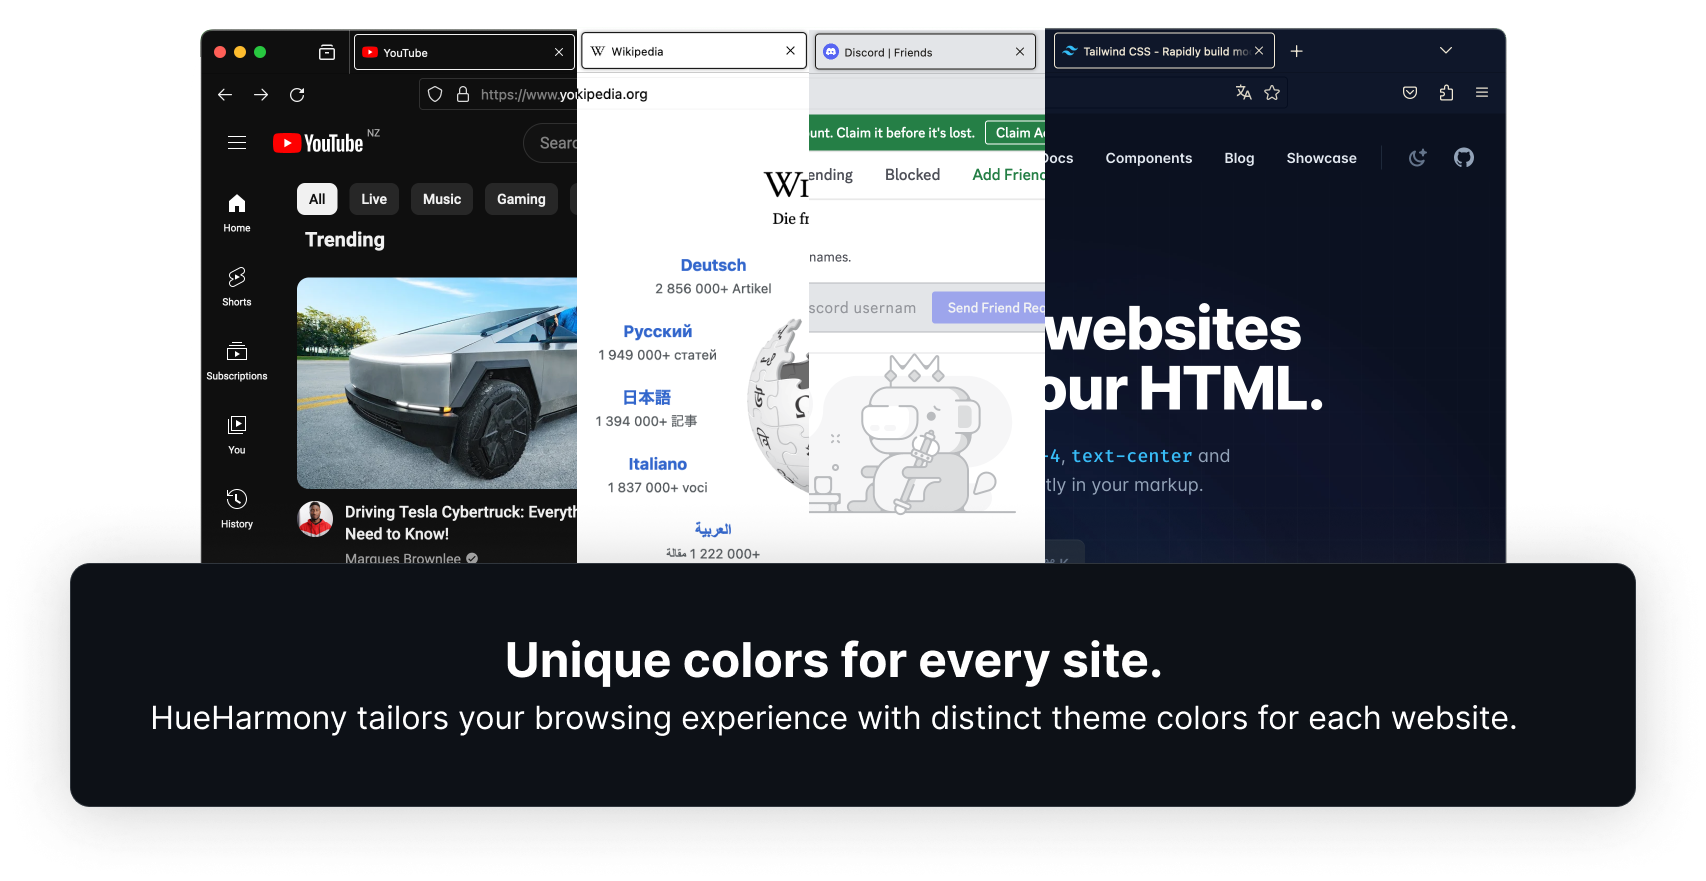 YouTube
Wikipedia
Discord | Friends
Tailwind CSS - Rapidly build mo
https://www.yo
kipedia.org
YouTube NZ
Sear
unt. Claim it before it's lost.
Claim A
Docs
Components
Blog
Showcase
ending
Blocked
Add Frien
All
Live
Music
Gaming
Home
Trending
Wi
Die fr
names.
Deutsch
2 856 000+ Artikel
Shorts
scord usernam
Send Friend Rec
websites
our HTML.
Русский
1 949 000+ статей
Subscriptions
日本語
1 394 000+ 記事
You
-4, text-center and
tly in your markup.
Italiano
1 837 000+ voci
History
Driving Tesla Cybertruck: Everyth
Need to Know!
Marques Brownlee
العربية
1 222 000+ مقالة
K
Unique colors for every site.
HueHarmony tailors your browsing experience with distinct theme colors for each website.